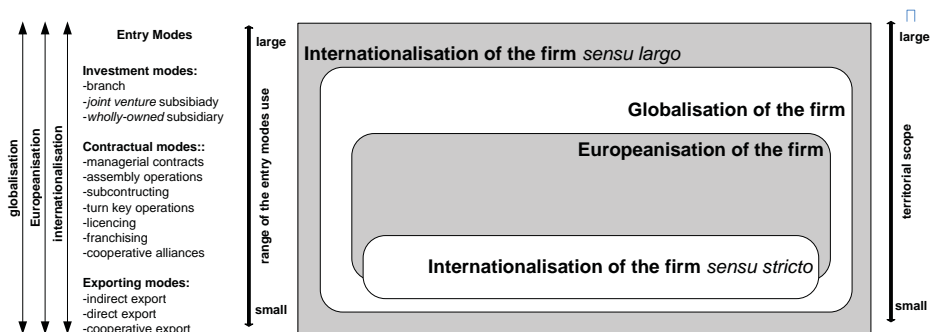 globalisation
Europeanisation
internationalisation
Entry Modes
Investment modes:
-branch
-joint venture subsibiady
-wholly-owned subsidiary
Contractual modes::
-managerial contracts
-assembly operations
-subcontructing
-turn key operations
-licencing
-franchising
-cooperative alliances
Exporting modes:
-indirect export
-direct export
-cooperative export
large
range of the entry modes use
small
Internationalisation of the firm sensu largo
Globalisation of the firm
Europeanisation of the firm
Internationalisation of the firm sensu stricto
large
territorial scope
small